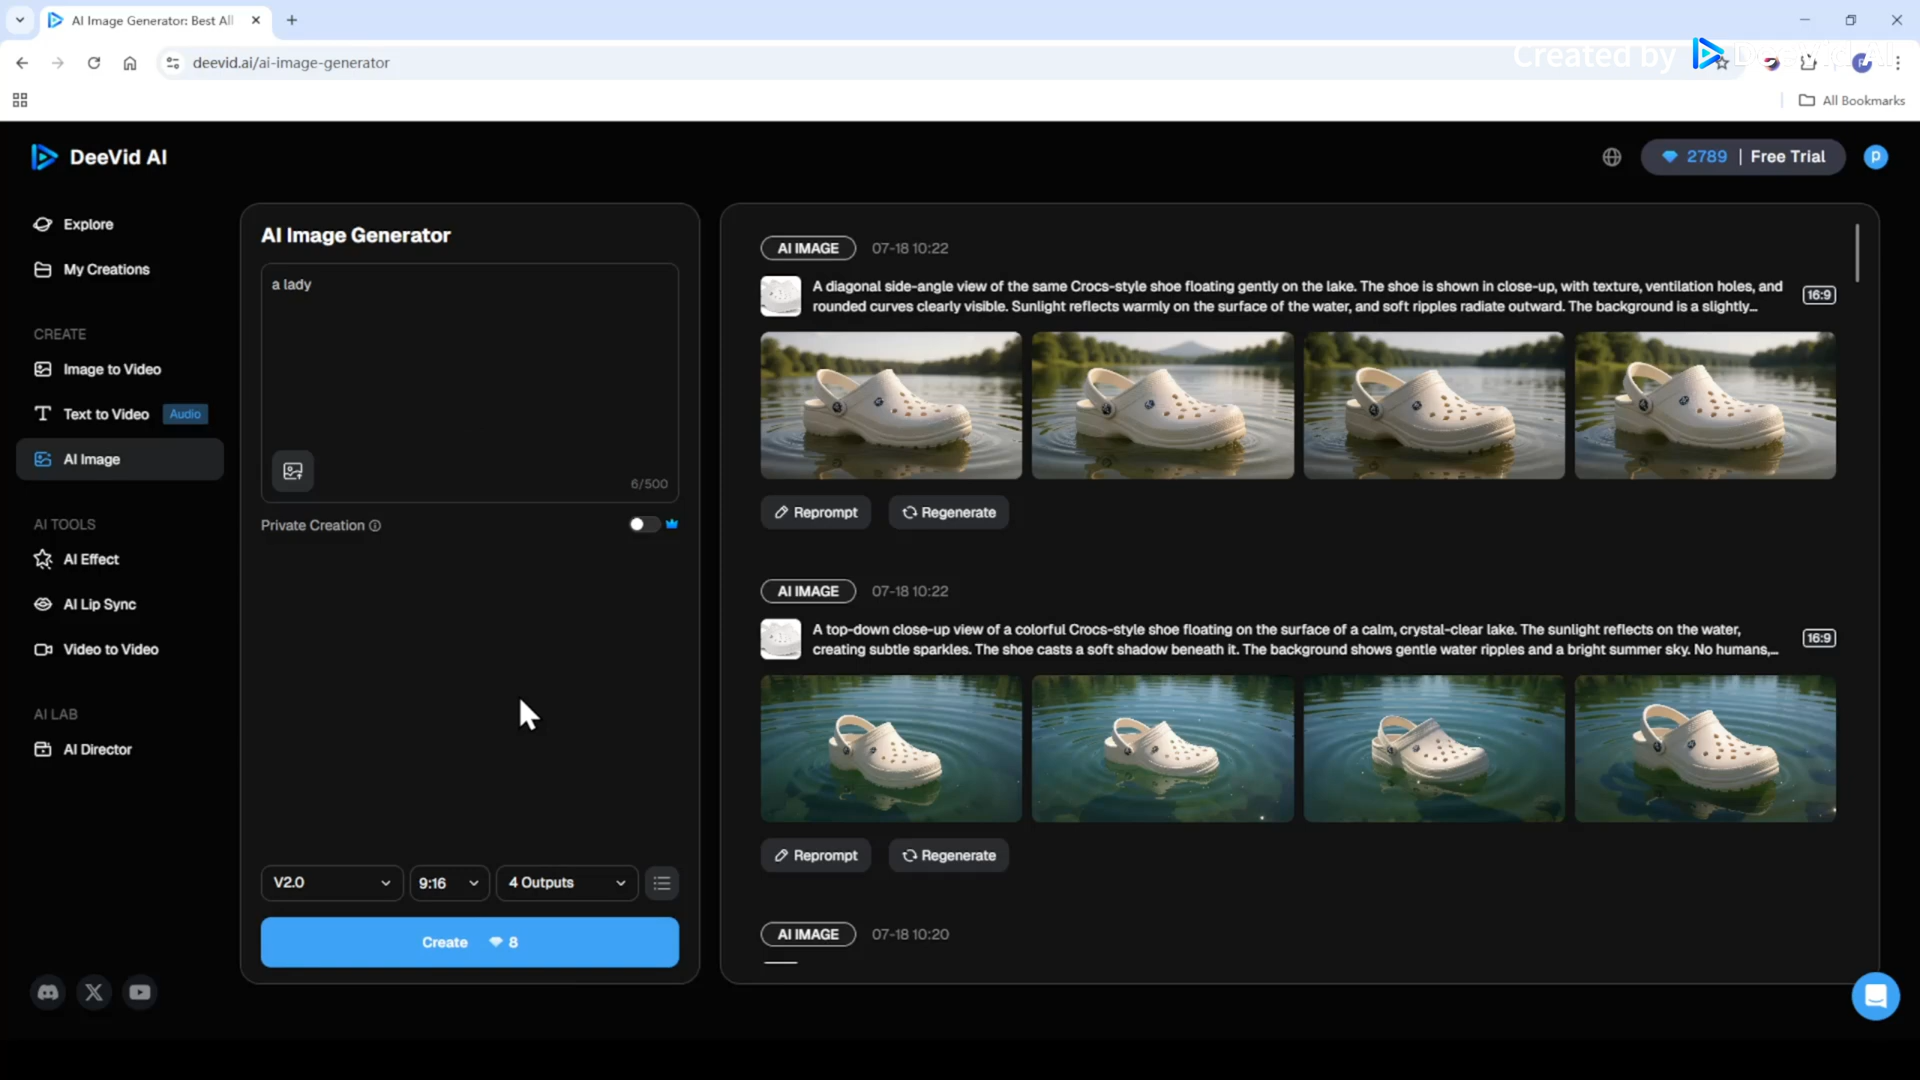 AI Image Generator: Best All
deevid.ai/ai-image-generator
Created by DeeVid AI
All Bookmarks
DeeVid AI
2789 | Free Trial
P
Explore
My Creations
CREATE
Image to Video
Text to Video Audio
AI Image
AI TOOLS
AI Effect
AI Lip Sync
Video to Video
AI LAB
AI Director
AI Image Generator
a lady
6/500
Private Creation
V2.0
9:16
4 Outputs
Create 8
AI IMAGE 07-18 10:22
A diagonal side-angle view of the same Crocs-style shoe floating gently on the lake. The shoe is shown in close-up, with texture, ventilation holes, and
rounded curves clearly visible. Sunlight reflects warmly on the surface of the water, and soft ripples radiate outward. The background is a slightly...
16:9
Reprompt
Regenerate
AI IMAGE 07-18 10:22
A top-down close-up view of a colorful Crocs-style shoe floating on the surface of a calm, crystal-clear lake. The sunlight reflects on the water,
creating subtle sparkles. The shoe casts a soft shadow beneath it. The background shows gentle water ripples and a bright summer sky. No humans,...
16:9
Reprompt
Regenerate
AI IMAGE 07-18 10:20